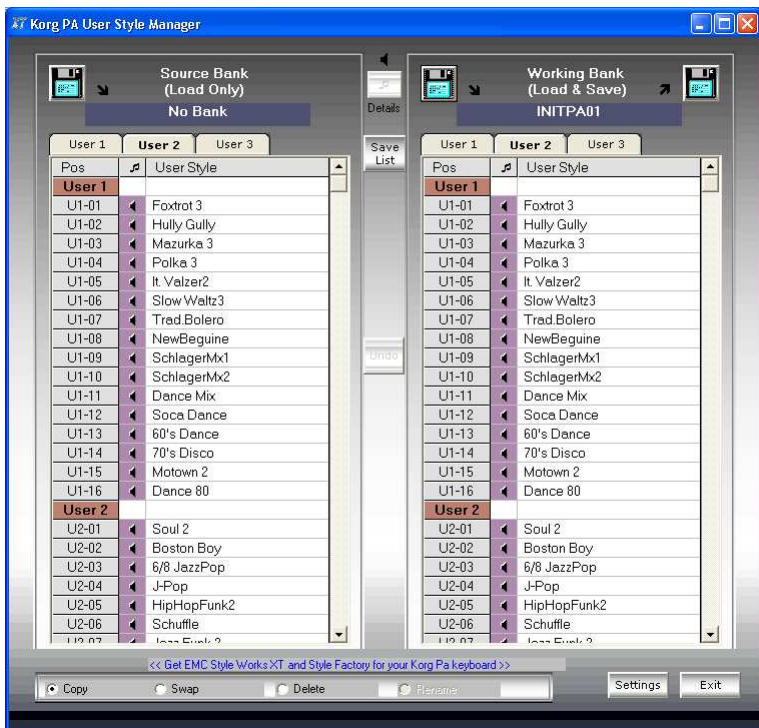 Korg PA User Style Manager
Source Bank
(Load Only)
No Bank
Details
Working Bank
(Load & Save)
INITPA01
User 1 User 2 User 3
Save List
User 1 User 2 User 3
Pos User Style
User 1
U1-01 Foxtrot 3
U1-02 Hully Gully
U1-03 Mazurka 3
U1-04 Polka 3
U1-05 It. Valzer2
U1-06 Slow Waltz3
U1-07 Trad.Bolero
U1-08 NewBeguine
U1-09 SchlagerMx1
U1-10 SchlagerMx2
U1-11 Dance Mix
U1-12 Soca Dance
U1-13 60's Dance
U1-14 70's Disco
U1-15 Motown 2
U1-16 Dance 80
User 2
U2-01 Soul 2
U2-02 Boston Boy
U2-03 6/8 JazzPop
U2-04 J-Pop
U2-05 HipHopFunk2
U2-06 Schuffle
U2-07 Jazz Funk 2
Undo
Pos User Style
User 1
U1-01 Foxtrot 3
U1-02 Hully Gully
U1-03 Mazurka 3
U1-04 Polka 3
U1-05 It. Valzer2
U1-06 Slow Waltz3
U1-07 Trad.Bolero
U1-08 NewBeguine
U1-09 SchlagerMx1
U1-10 SchlagerMx2
U1-11 Dance Mix
U1-12 Soca Dance
U1-13 60's Dance
U1-14 70's Disco
U1-15 Motown 2
U1-16 Dance 80
User 2
U2-01 Soul 2
U2-02 Boston Boy
U2-03 6/8 JazzPop
U2-04 J-Pop
U2-05 HipHopFunk2
U2-06 Schuffle
U2-07 Jazz Funk 2
<< Get EMC Style Works XT and Style Factory for your Korg Pa keyboard >>
Copy Swap Delete Rename
Settings Exit